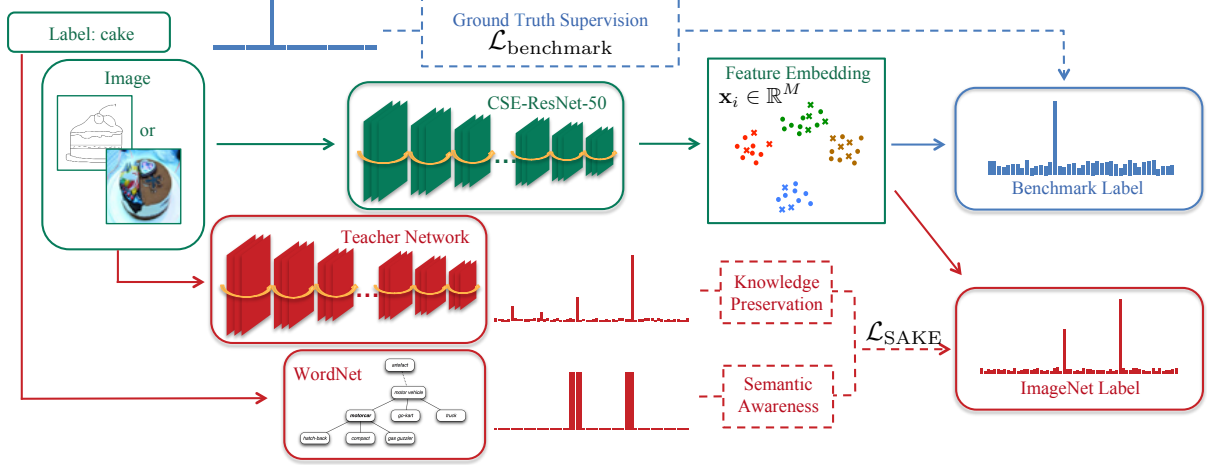 Label: cake
Ground Truth Supervision
ℒbenchmark
Image
or
CSE-ResNet-50
...
Feature Embedding
𝐱ᵢ ∈ ℝᴹ
Benchmark Label
Teacher Network
...
Knowledge
Preservation
ℒSAKE
ImageNet Label
WordNet
artefact
motor vehicle
motorcar
go-kart
truck
hatch-back
compact
gas guzzler
Semantic
Awareness